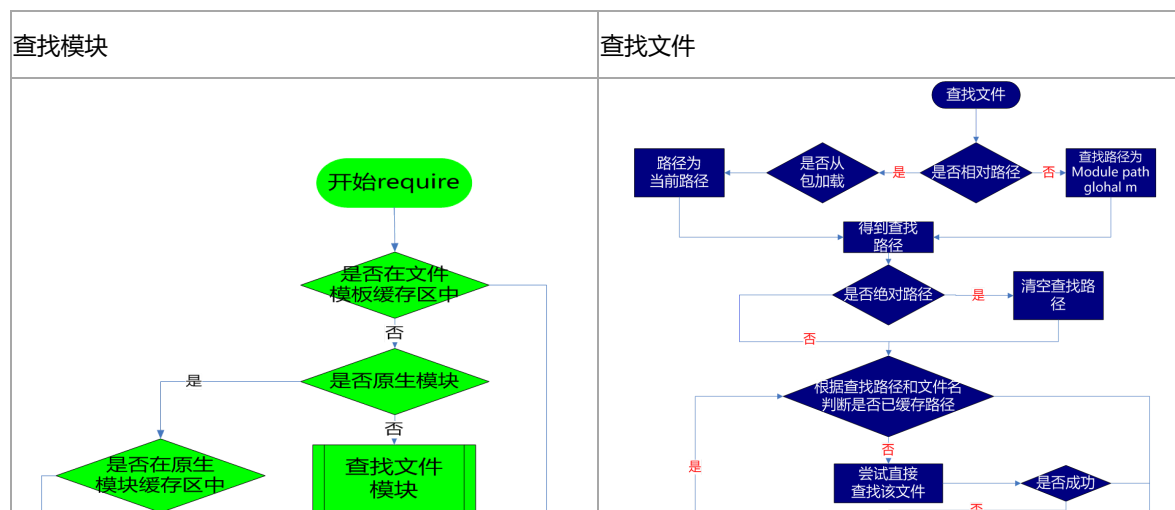 查找模块
查找文件
开始require
是否在文件
模板缓存区中
否
是否原生模块
是
否
是否在原生
模块缓存区中
查找文件
模块
查找文件
是否相对路径
是
否
是否从
包加载
路径为
当前路径
查找路径为
Module path
glohal m
得到查找
路径
是否绝对路径
是
清空查找路
径
否
根据查找路径和文件名
判断是否已缓存路径
否
是
尝试直接
查找该文件
是否成功
否